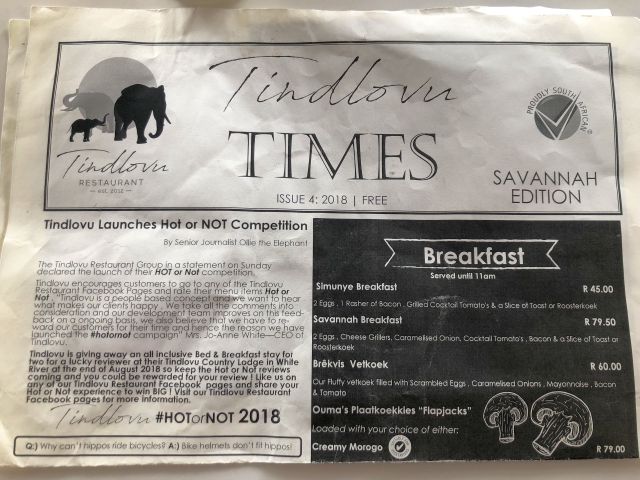 Tindlovu
TIMES
ISSUE 4: 2018 | FREE
Tindlovu
RESTAURANT
est. 2012
PROUDLY SOUTH AFRICAN
SAVANNAH
EDITION
Tindlovu Launches Hot or NOT Competition
By Senior Journalist Ollie the Elephant
The Tindlovu Restaurant Group in a statement on Sunday
declared the launch of their HOT or Not competition.
Tindlovu encourages customers to go to any of the Tindlovu
Restaurant Facebook Pages and rate their menu items Hot or
Not. "Tindlovu is a people based concept and we want to hear
what makes our clients happy. We take all the comments into
consideration and our development team improves on this feed-
back on a ongoing basis, we also believe that we have to re-
ward our customers for their time and hence the reason we have
launched the #hotornot campaign" Mrs. Jo-Anne White—CEO of
Tindlovu.
Tindlovu is giving away an all inclusive Bed & Breakfast stay for
two for a lucky reviewer at their Tindlovu Country Lodge in White
River at the end of August 2018 so keep the Hot or Not reviews
coming and you could be rewarded for your review ! Like us on
any of our Tindlovu Restaurant Facebook pages and share your
Hot or Not experience to win BIG ! Visit our Tindlovu Restaurant
Facebook pages for more information.
Tindlovu #HOTorNOT 2018
Q:) Why can't hippos ride bicycles? A:) Bike helmets don't fit hippos!
Breakfast
Served until 11am
Simunye Breakfast R 45.00
2 Eggs , 1 Rasher of Bacon , Grilled Cocktail Tomato's & a Slice of Toast or Roosterkoek
Savannah Breakfast R 79.50
2 Eggs , Cheese Grillers, Caramelised Onion, Cocktail Tomato's , Bacon & a Slice of Toast or
Roosterkoek
Brêkvis Vetkoek R 60.00
Our Fluffy vetkoek filled with Scrambled Eggs , Caramelised Onions , Mayonnaise , Bacon
& Tomato
Ouma's Plaatkoekkies "Flapjacks"
Loaded with your choice of either:
Creamy Morogo R 79.00